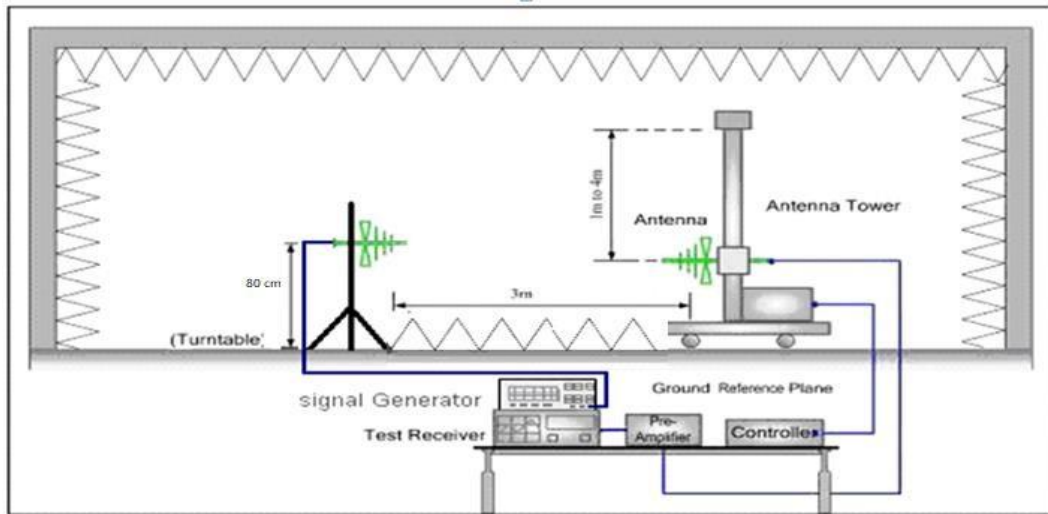 1m to 4m
Antenna
Antenna Tower
80 cm
3m
(Turntable)
Ground Reference Plane
signal Generator
Test Receiver
Pre-
Amplifier
Controller